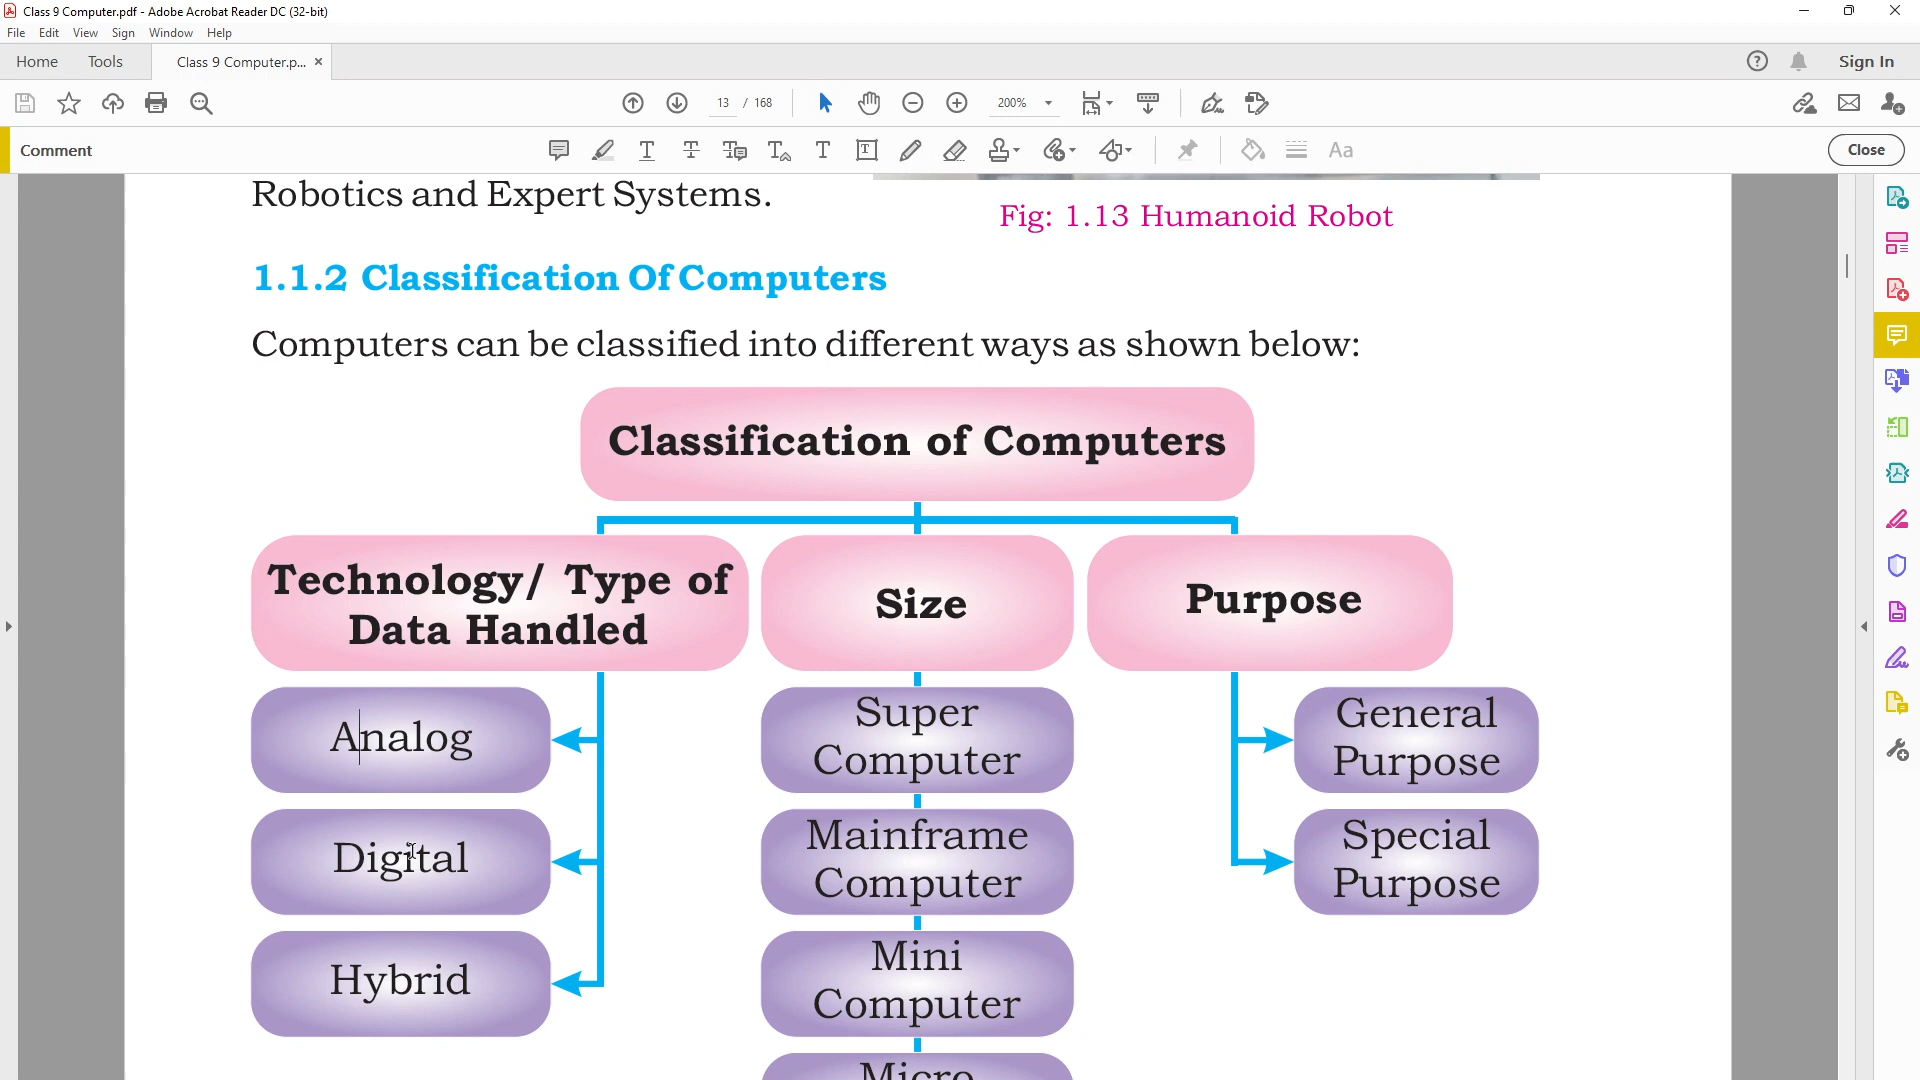 Class 9 Computer.pdf - Adobe Acrobat Reader DC (32-bit)
File Edit View Sign Window Help
Home Tools Class 9 Computer.p... Sign In
13 / 168 200%
Comment Close
Robotics and Expert Systems.
Fig: 1.13 Humanoid Robot
1.1.2 Classification Of Computers
Computers can be classified into different ways as shown below:
Classification of Computers
Technology/ Type of
Data Handled
Size
Purpose
Analog
Digital
Hybrid
Super
Computer
Mainframe
Computer
Mini
Computer
Micro
General
Purpose
Special
Purpose